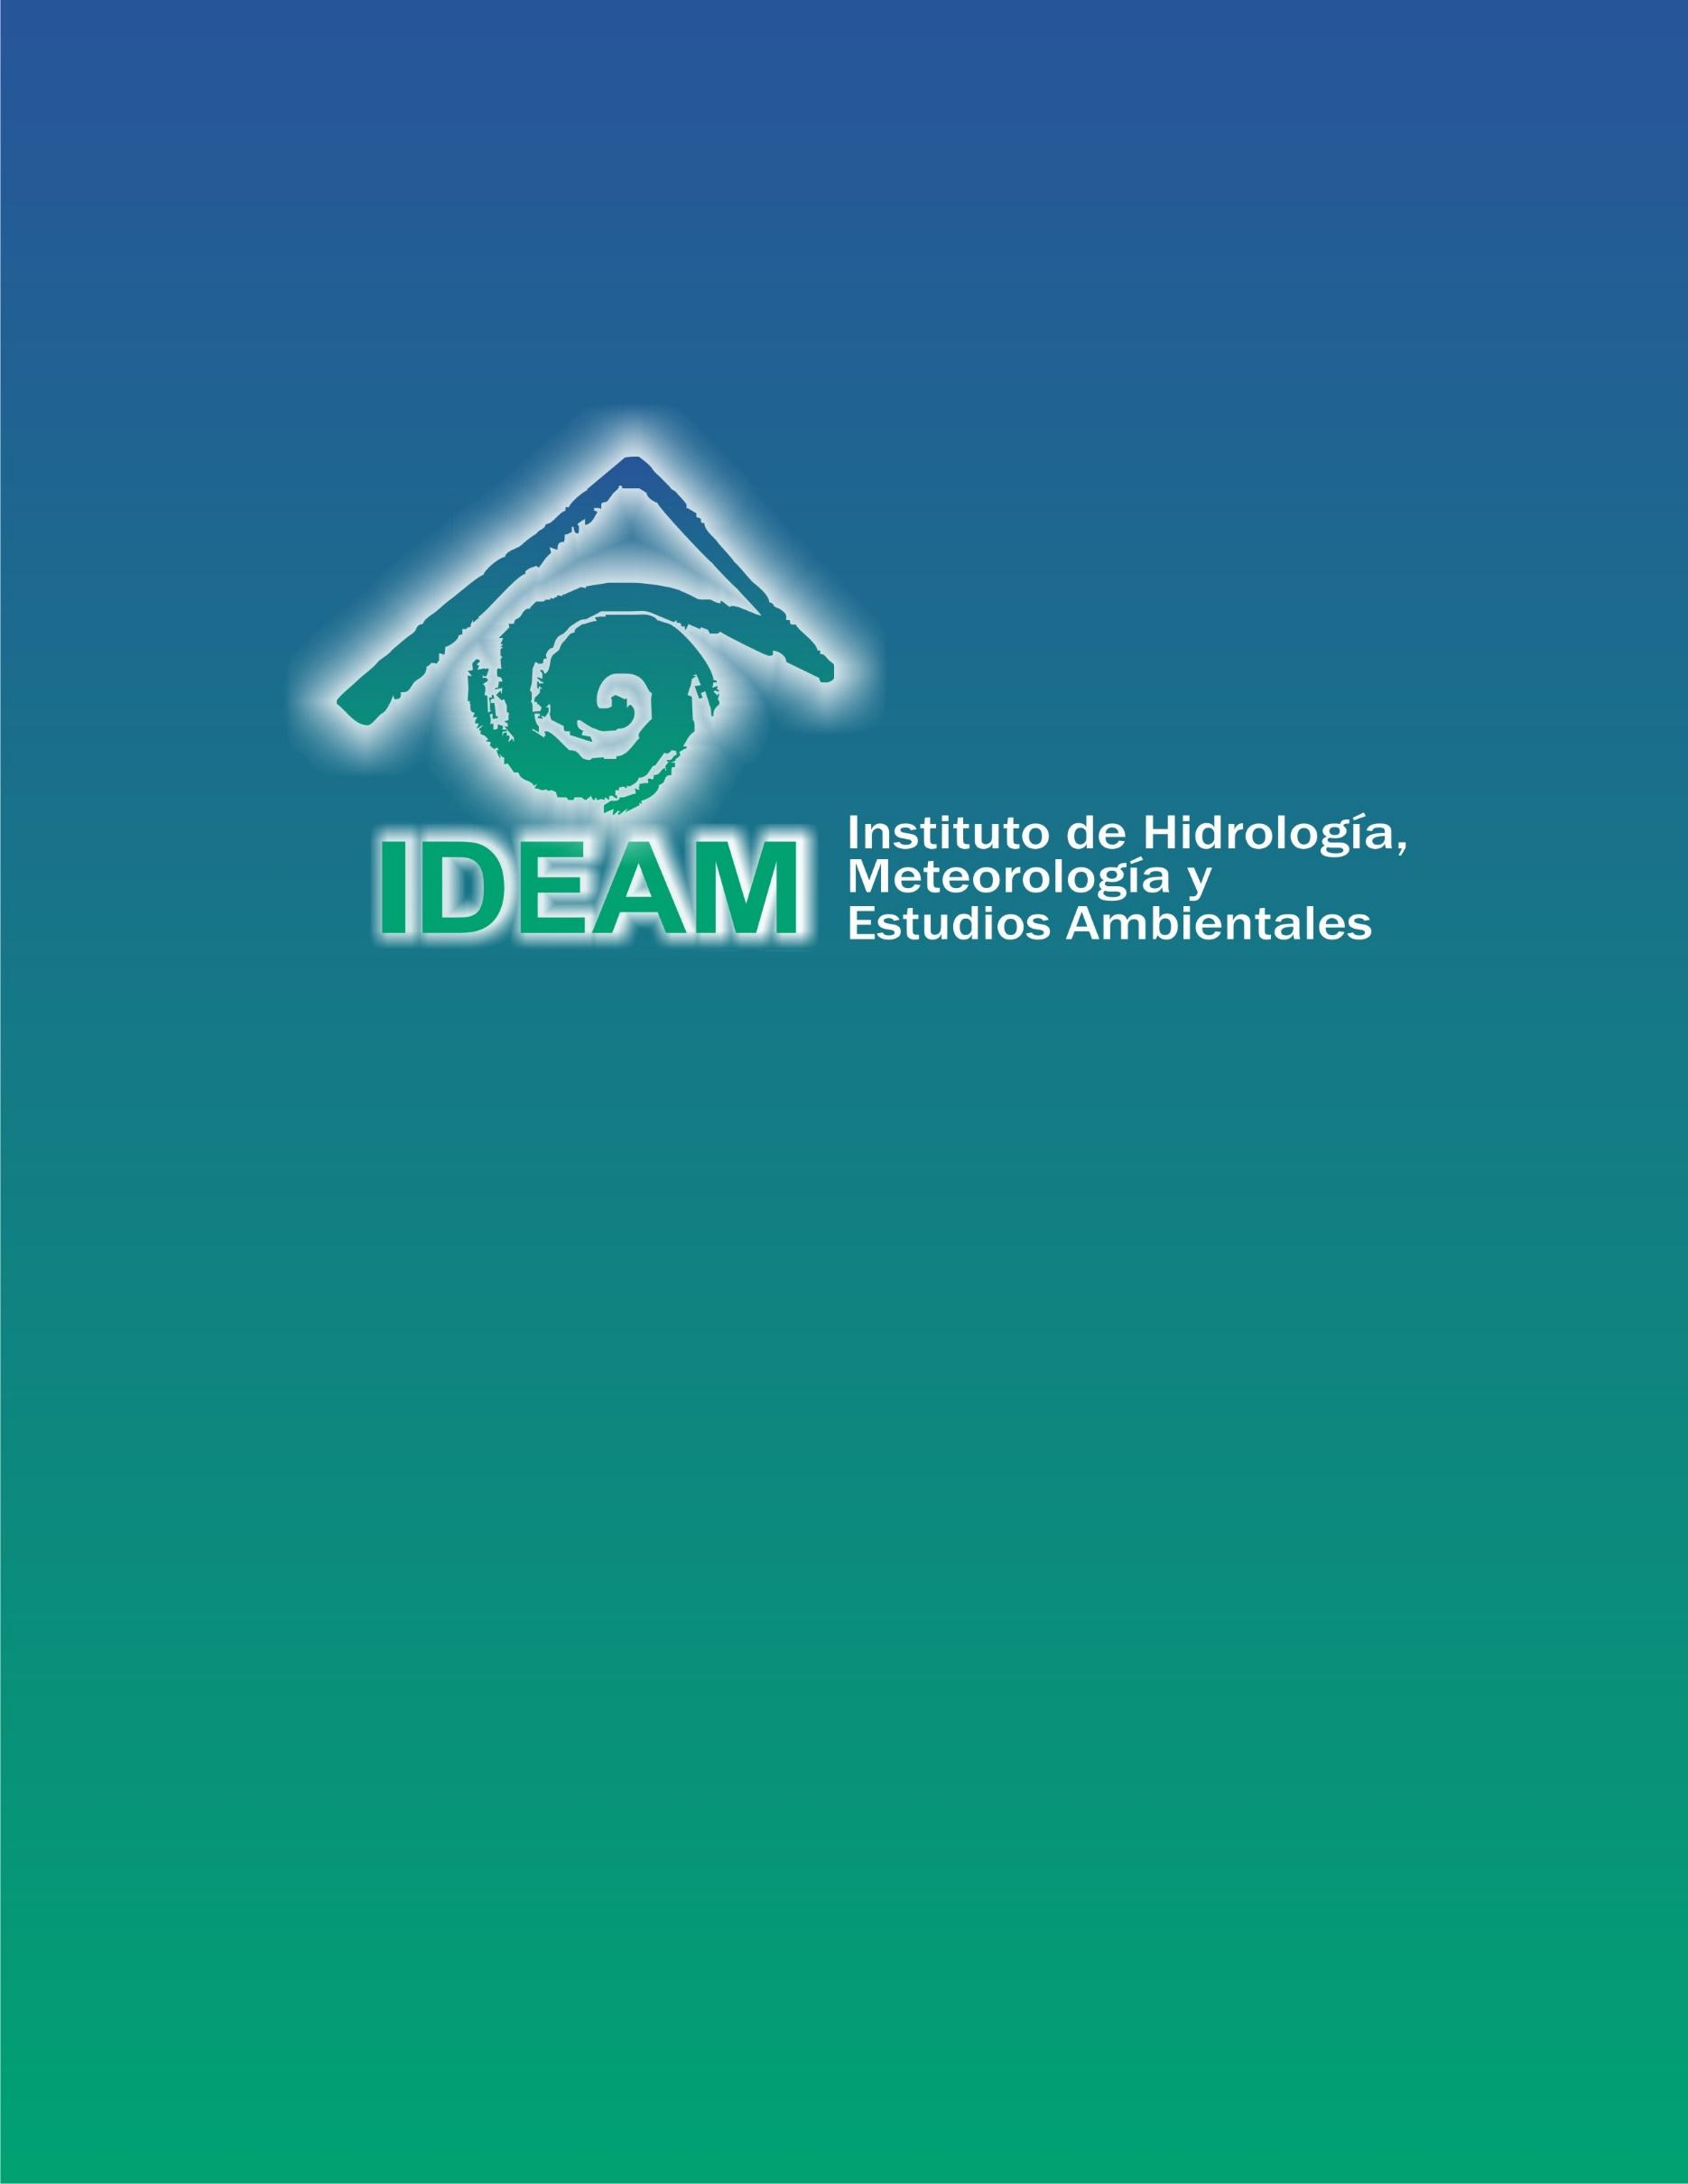 IDEAM
Instituto de Hidrología,
Meteorología y
Estudios Ambientales